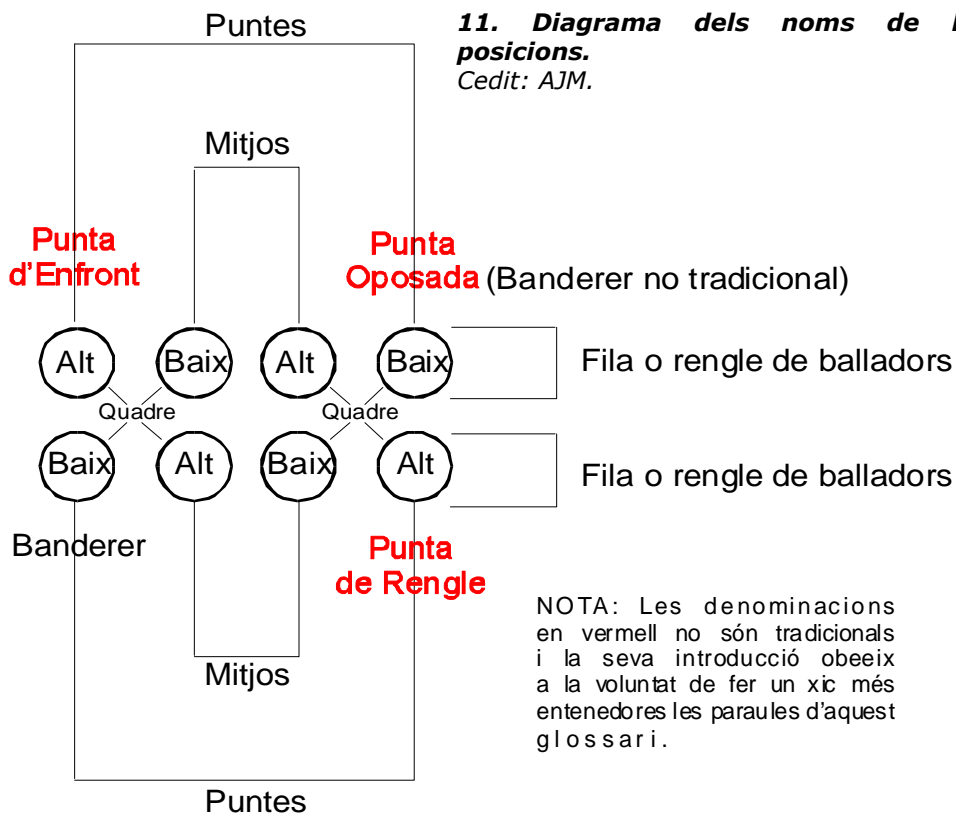 Puntes
11. Diagrama dels noms de
posicions.
Cedit: AJM.
Mitjos
Punta
d'Enfront
Punta
Oposada (Banderer no tradicional)
Alt Baix Alt Baix Fila o rengle de balladors
Quadre Quadre
Baix Alt Baix Alt Fila o rengle de balladors
Banderer
Punta
de Rengle
NOTA: Les denominacions
en vermell no són tradicionals
i la seva introducció obeeix
a la voluntat de fer un xic més
entenedores les paraules d'aquest
glossari.
Mitjos
Puntes